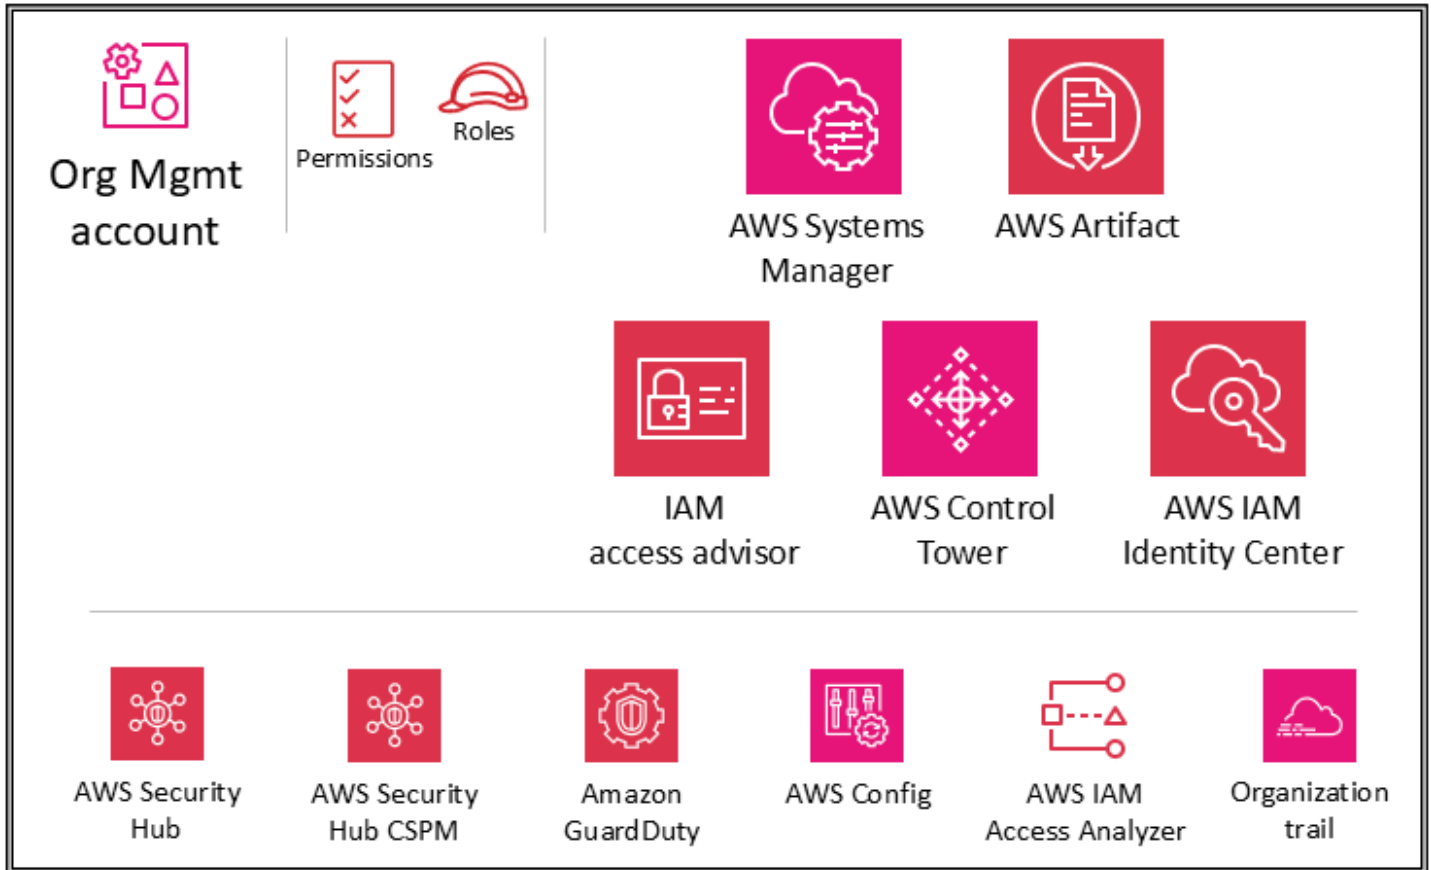 Org Mgmt
account
Permissions
Roles
AWS Systems
Manager
AWS Artifact
IAM
access advisor
AWS Control
Tower
AWS IAM
Identity Center
AWS Security
Hub
AWS Security
Hub CSPM
Amazon
GuardDuty
AWS Config
AWS IAM
Access Analyzer
Organization
trail